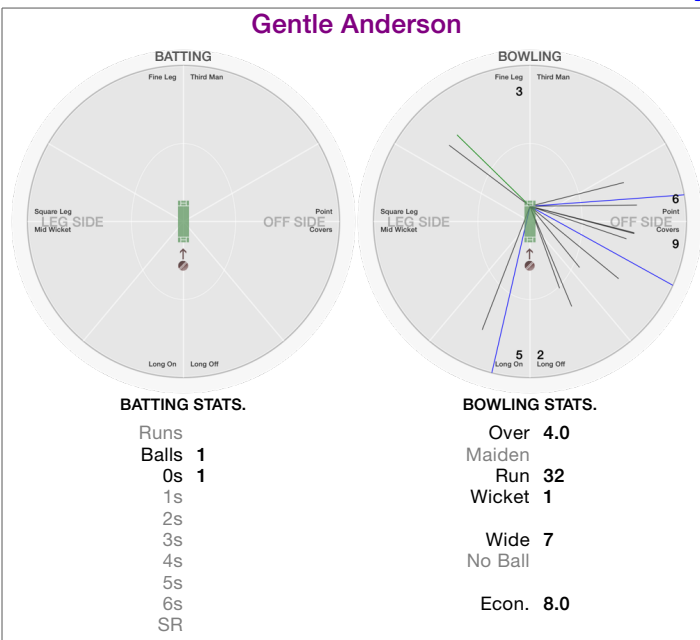 Gentle Anderson
BATTING
Fine Leg Third Man
Square Leg
LEG SIDE
Mid Wicket
Point
OFF SIDE
Covers
Long On Long Off
BOWLING
Fine Leg Third Man
3
6
Square Leg
LEG SIDE
Mid Wicket
Point
OFF SIDE
Covers
9
5 2
Long On Long Off
BATTING STATS.
Runs
Balls 1
0s 1
1s
2s
3s
4s
5s
6s
SR
BOWLING STATS.
Over 4.0
Maiden
Run 32
Wicket 1
Wide 7
No Ball
Econ. 8.0